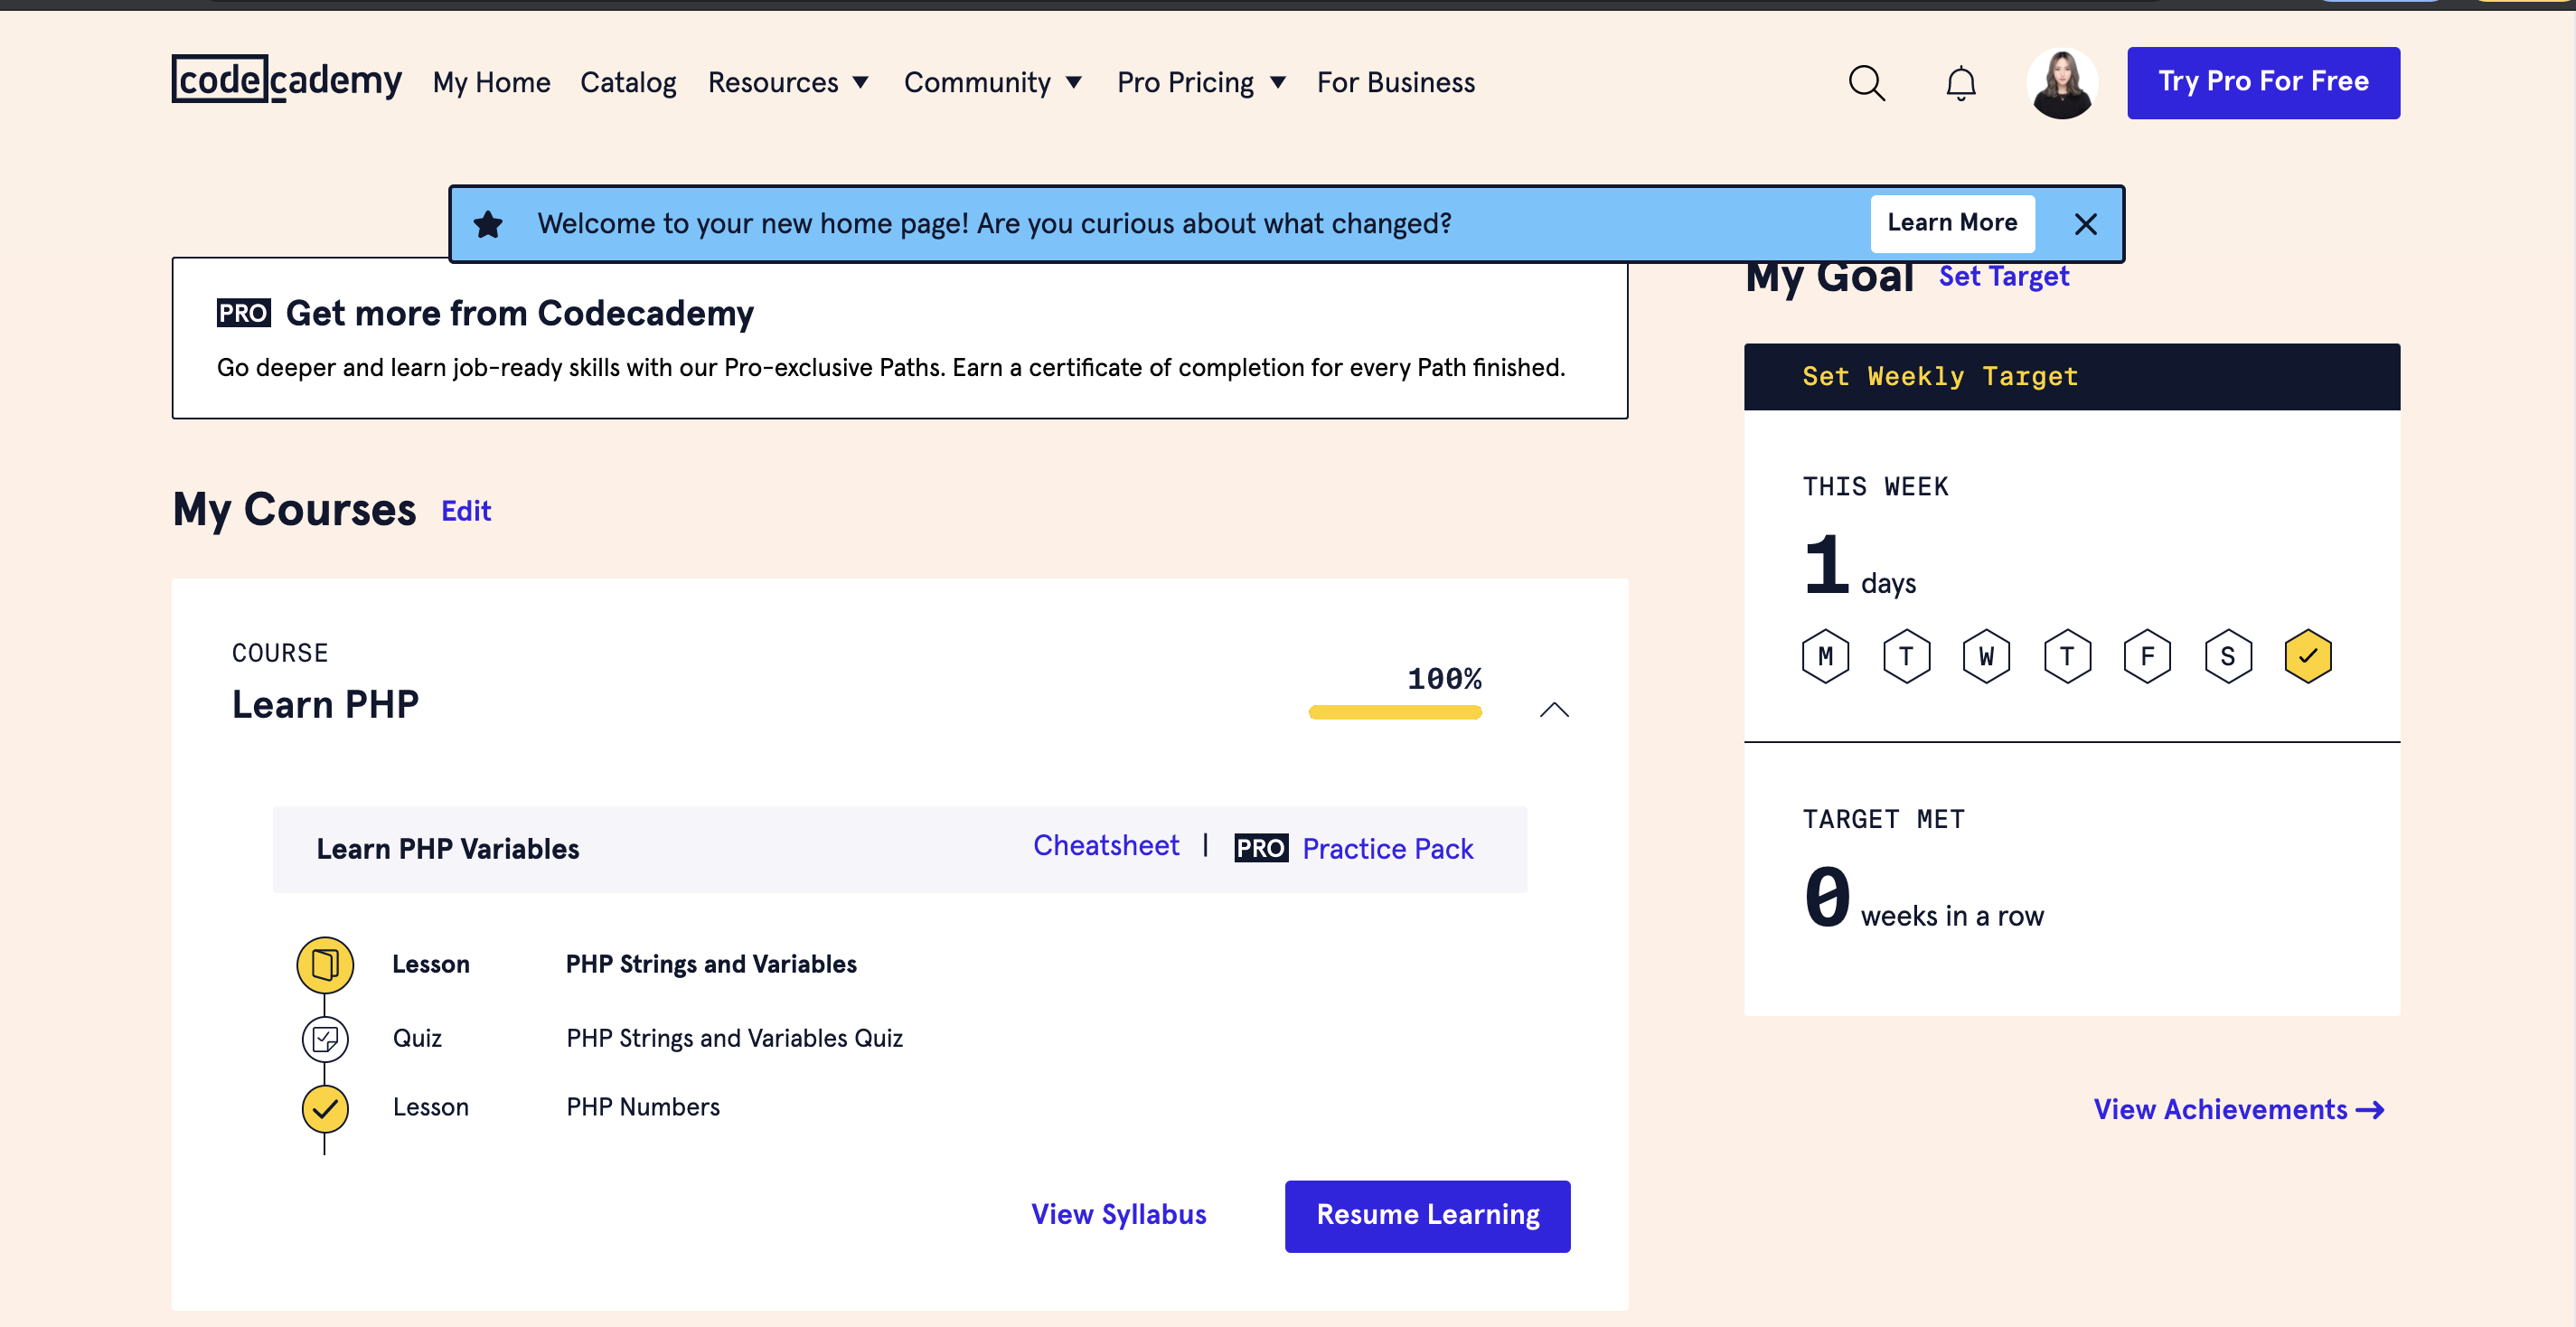 codecademy My Home Catalog Resources Community Pro Pricing For Business Try Pro For Free
Welcome to your new home page! Are you curious about what changed? Learn More
PRO Get more from Codecademy
Go deeper and learn job-ready skills with our Pro-exclusive Paths. Earn a certificate of completion for every Path finished.
My Courses Edit
COURSE
Learn PHP
100%
Learn PHP Variables Cheatsheet | PRO Practice Pack
Lesson PHP Strings and Variables
Quiz PHP Strings and Variables Quiz
Lesson PHP Numbers
View Syllabus Resume Learning
My Goal Set Target
Set Weekly Target
THIS WEEK
1 days
M T W T F S
TARGET MET
0 weeks in a row
View Achievements